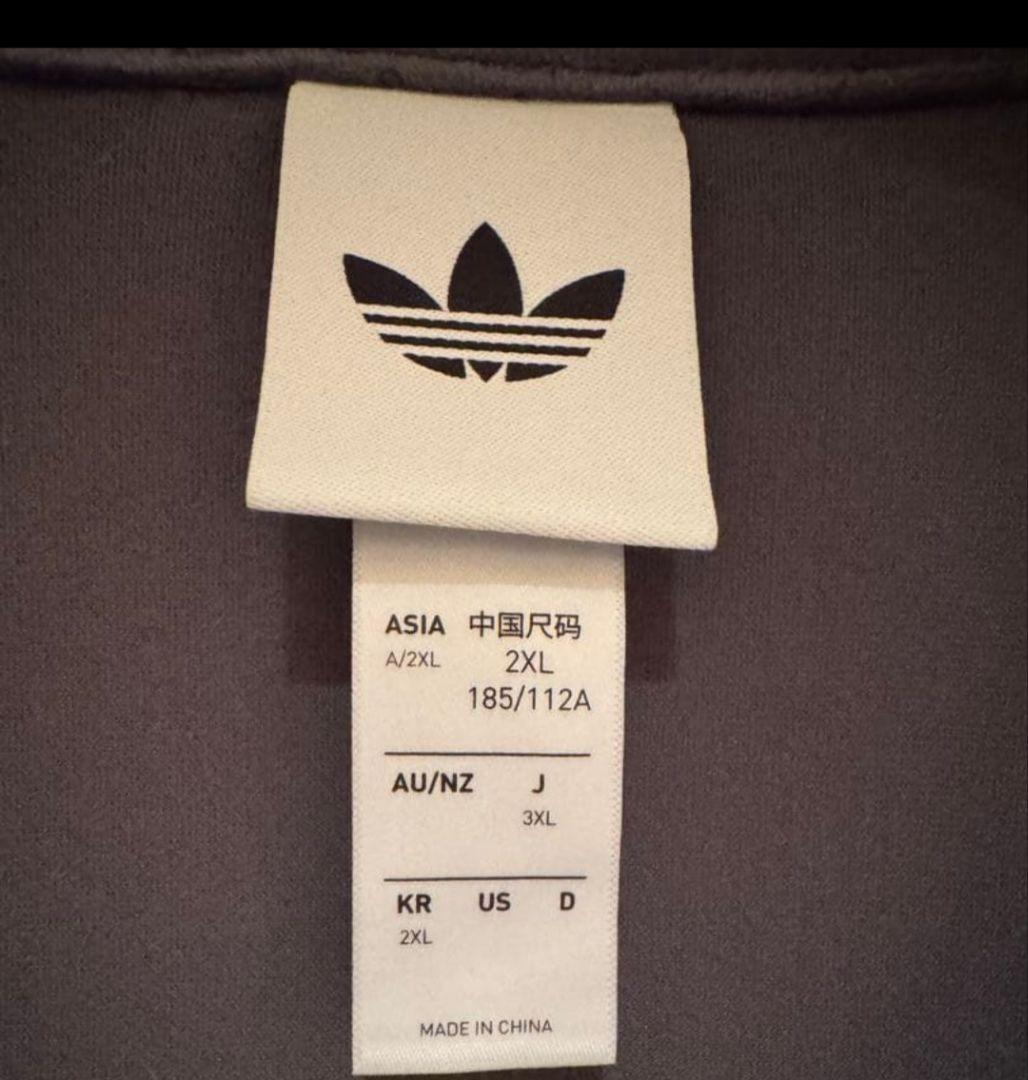 ASIA 中国尺码
A/2XL 2XL
185/112A
AU/NZ J
3XL
KR US D
2XL
MADE IN CHINA